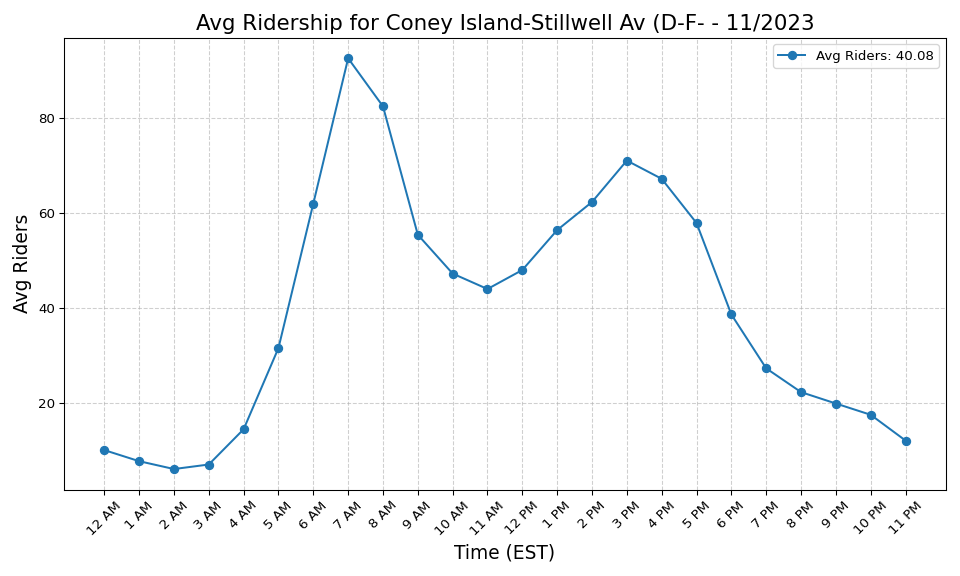 Avg Ridership for Coney Island-Stillwell Av (D-F- - 11/2023
Avg Riders: 40.08
Avg Riders
80
60
40
20
12 AM
1 AM
2 AM
3 AM
4 AM
5 AM
6 AM
7 AM
8 AM
9 AM
10 AM
11 AM
12 PM
1 PM
2 PM
3 PM
4 PM
5 PM
6 PM
7 PM
8 PM
9 PM
10 PM
11 PM
Time (EST)